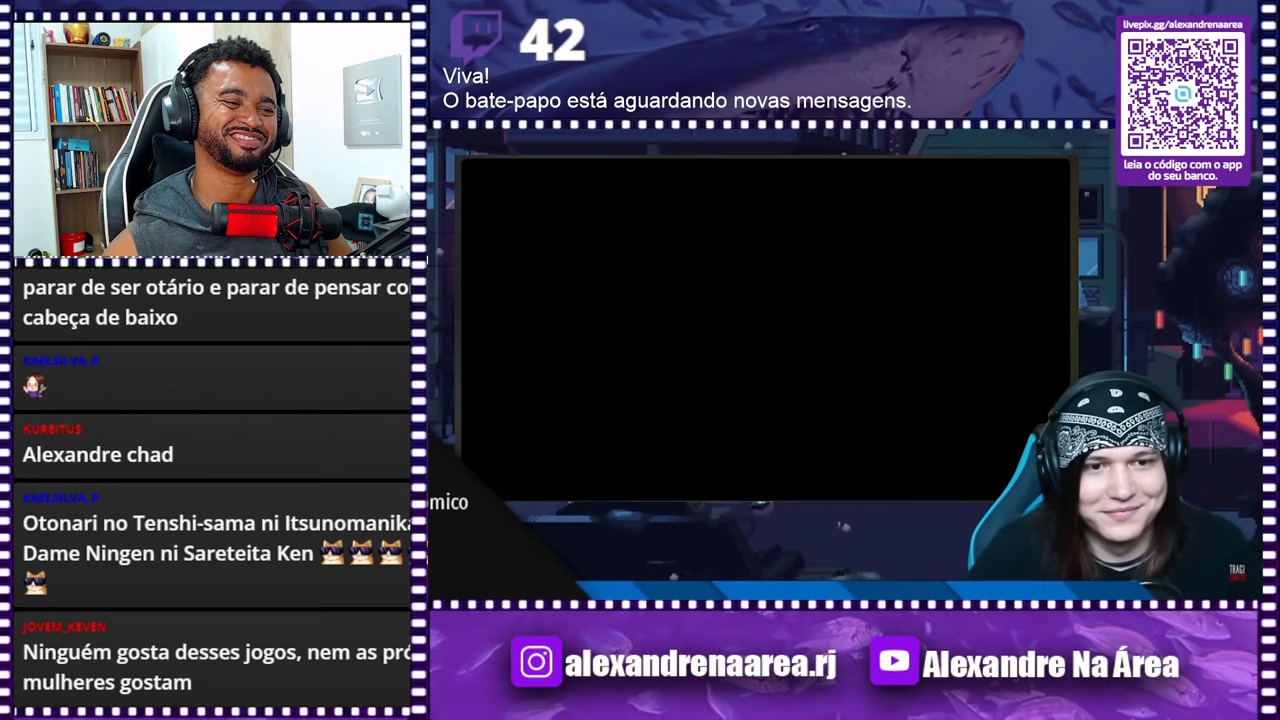 42
Viva!
O bate-papo está aguardando novas mensagens.
livepix.gg/alexandrenaarea
leia o código com o app
do seu banco.
parar de ser otário e parar de pensar co
cabeça de baixo
KAELSILVA_P
KUREITUS
Alexandre chad
KAELSILVA_P
Otonari no Tenshi-sama ni Itsunomanika
Dame Ningen ni Sareteita Ken
JOVEM_KEVEN
Ninguém gosta desses jogos, nem as pró
mulheres gostam
omico
TRAGI
alexandrenaarea.rj
Alexandre Na Área